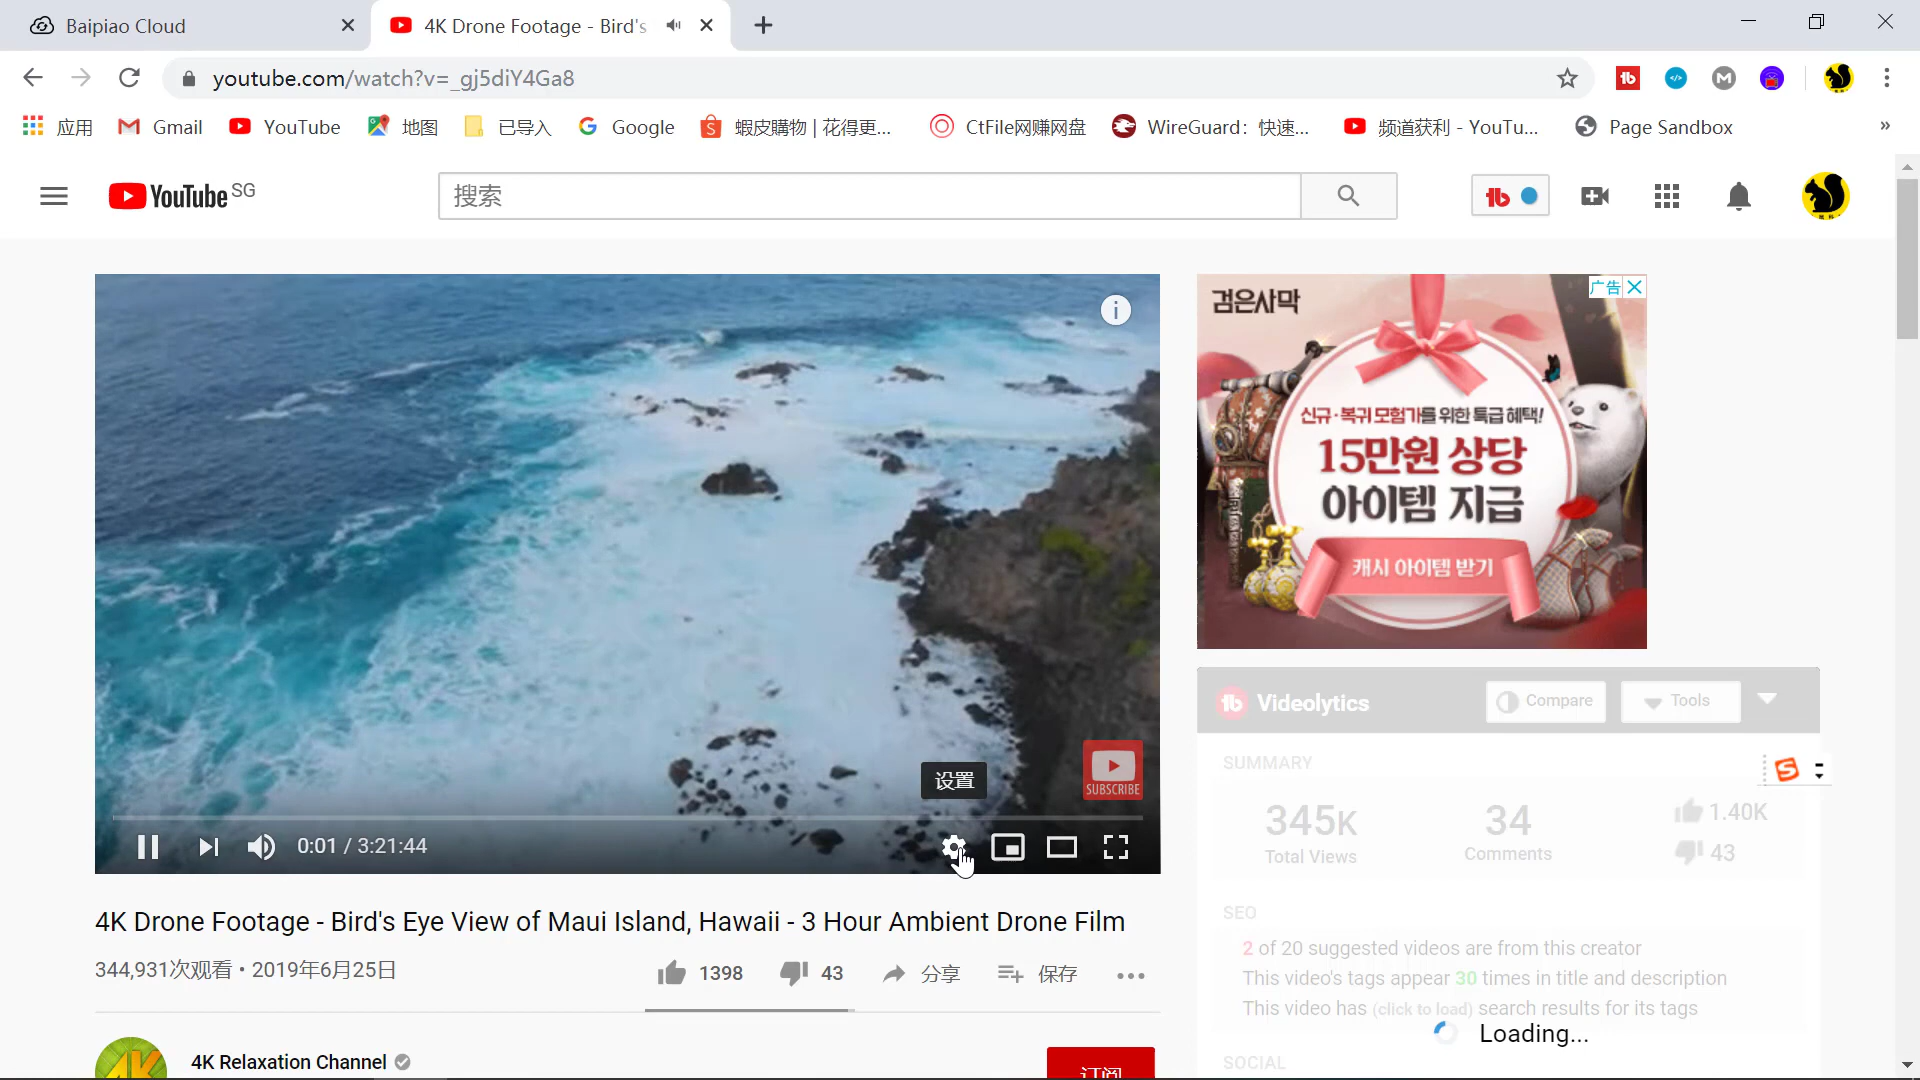 Baipiao Cloud
4K Drone Footage - Bird's
youtube.com/watch?v=_gj5diY4Ga8
应用
Gmail
YouTube
地图
已导入
Google
蝦皮購物 | 花得更...
CtFile网赚网盘
WireGuard：快速...
频道获利 - YouTu...
Page Sandbox
YouTube SG
搜索
검은사막
广告
신규·복귀 모험가를 위한 특급 혜택!
15만원 상당
아이템 지급
캐시 아이템 받기
设置
SUBSCRIBE
0:01 / 3:21:44
Videolytics
Compare
Tools
SUMMARY
345K
Total Views
34
Comments
1.40K
43
SEO
2 of 20 suggested videos are from this creator
This video's tags appear 30 times in title and description
This video has (click to load) search results for its tags
Loading...
SOCIAL
4K Drone Footage - Bird's Eye View of Maui Island, Hawaii - 3 Hour Ambient Drone Film
344,931次观看 • 2019年6月25日
1398
43
分享
保存
4K
4K Relaxation Channel
订阅